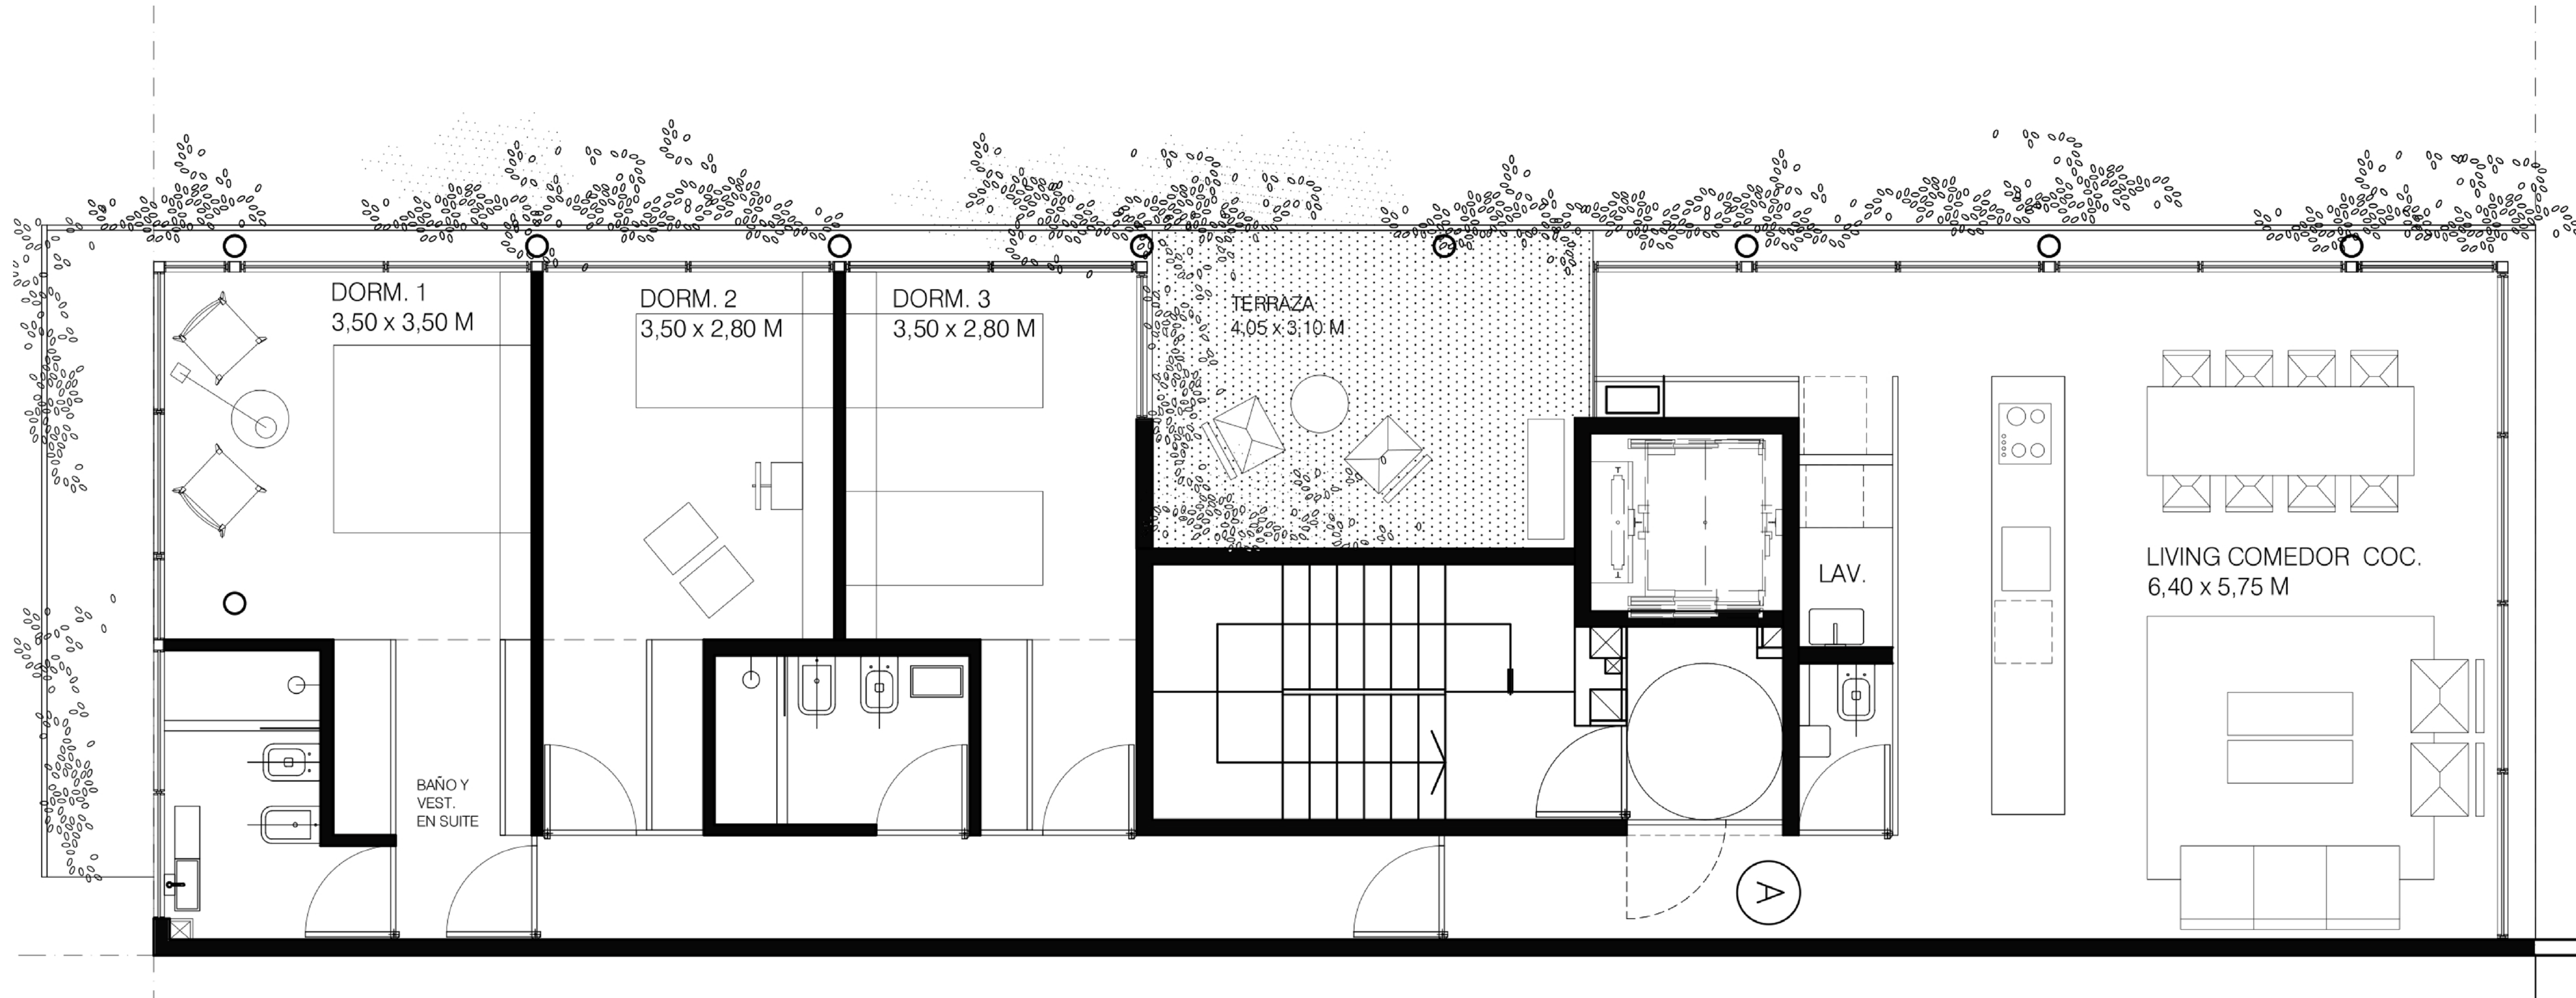 DORM. 1
3,50 x 3,50 M
DORM. 2
3,50 x 2,80 M
DORM. 3
3,50 x 2,80 M
TERRAZA
4,05 x 3,10 M
LAV.
LIVING COMEDOR COC.
6,40 x 5,75 M
BAÑO Y
VEST.
EN SUITE
A